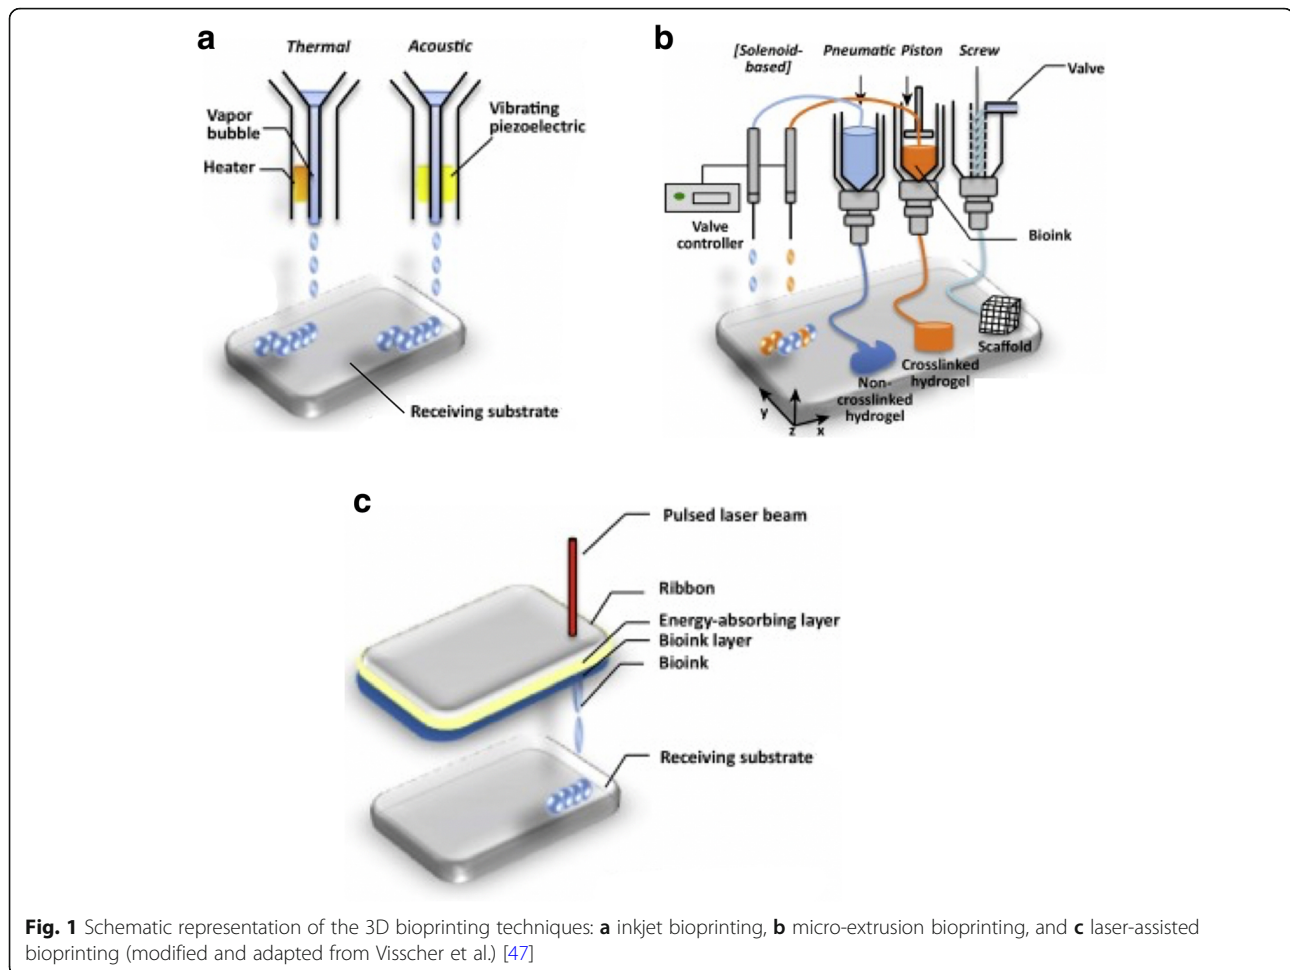 a
Thermal
Acoustic
Vapor
bubble
Heater
Vibrating
piezoelectric
Receiving substrate
b
[Solenoid-
based]
Pneumatic
Piston
Screw
Valve
Valve
controller
Bioink
Scaffold
Crosslinked
hydrogel
Non-
crosslinked
hydrogel
y
z
x
c
Pulsed laser beam
Ribbon
Energy-absorbing layer
Bioink layer
Bioink
Receiving substrate
Fig. 1 Schematic representation of the 3D bioprinting techniques: a inkjet bioprinting, b micro-extrusion bioprinting, and c laser-assisted
bioprinting (modified and adapted from Visscher et al.) [47]